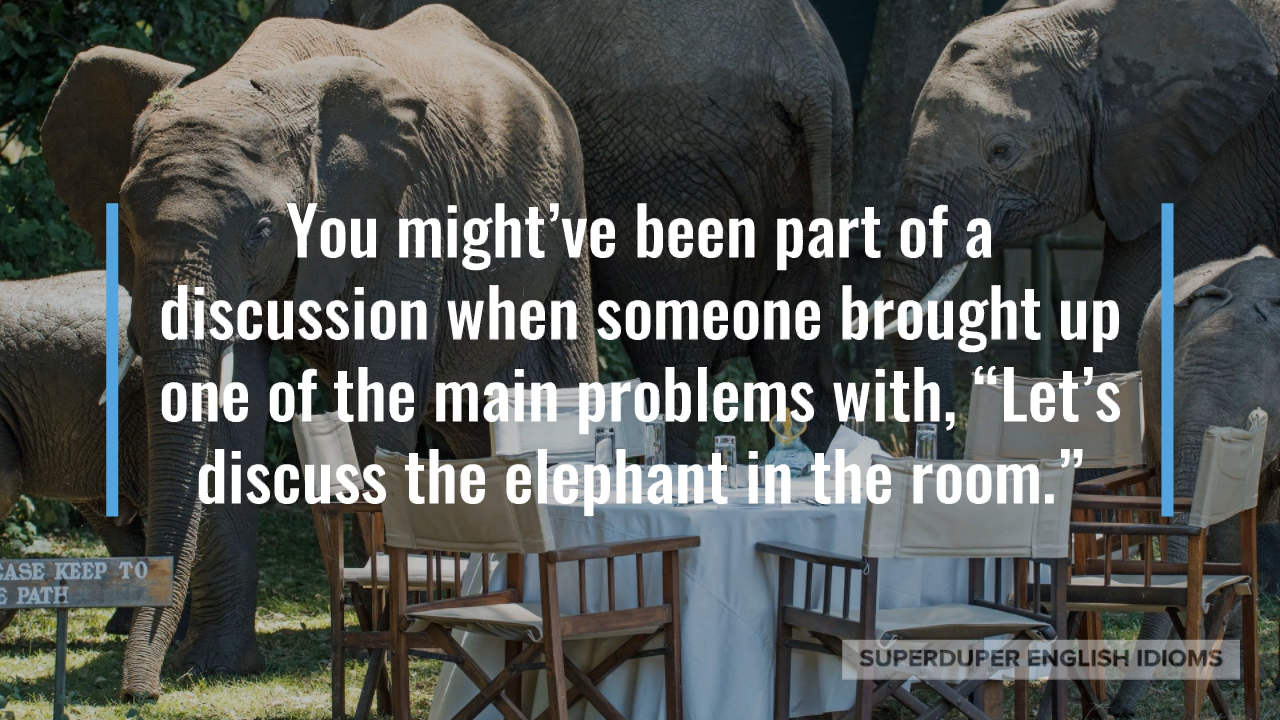 You might’ve been part of a
discussion when someone brought up
one of the main problems with, “Let’s
discuss the elephant in the room.”
KEEP TO
PATH
SUPERDUPER ENGLISH IDIOMS